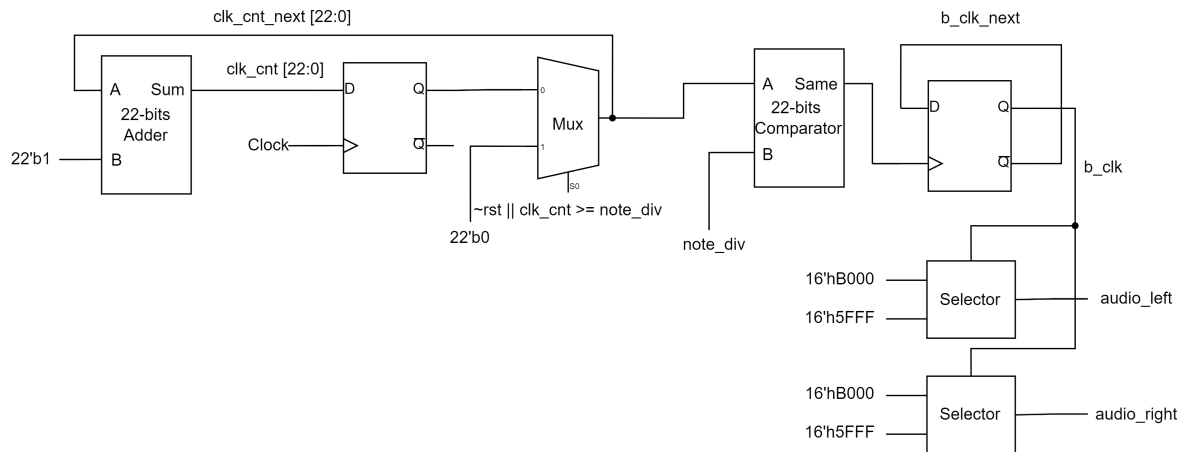 clk_cnt_next [22:0]
b_clk_next
clk_cnt [22:0]
A Sum
22-bits
Adder
B
22'b1
D Q
Clock
Q
0
Mux
1
S0
~rst || clk_cnt >= note_div
22'b0
A Same
22-bits
Comparator
B
note_div
D Q
Q
b_clk
16'hB000
Selector
audio_left
16'h5FFF
16'hB000
Selector
audio_right
16'h5FFF